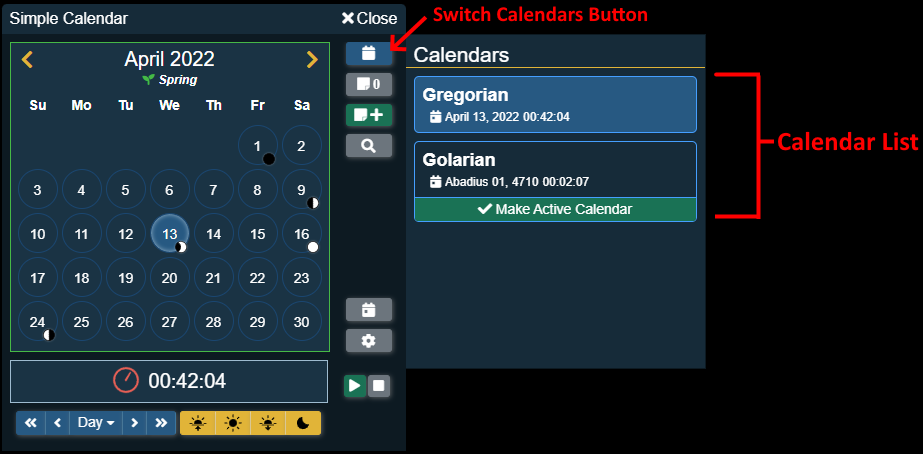 Simple Calendar
Close
Switch Calendars Button
April 2022
Spring
Su Mo Tu We Th Fr Sa
1 2
3 4 5 6 7 8 9
10 11 12 13 14 15 16
17 18 19 20 21 22 23
24 25 26 27 28 29 30
0
00:42:04
Day
Calendars
Gregorian
April 13, 2022 00:42:04
Golarian
Abadius 01, 4710 00:02:07
Make Active Calendar
Calendar List